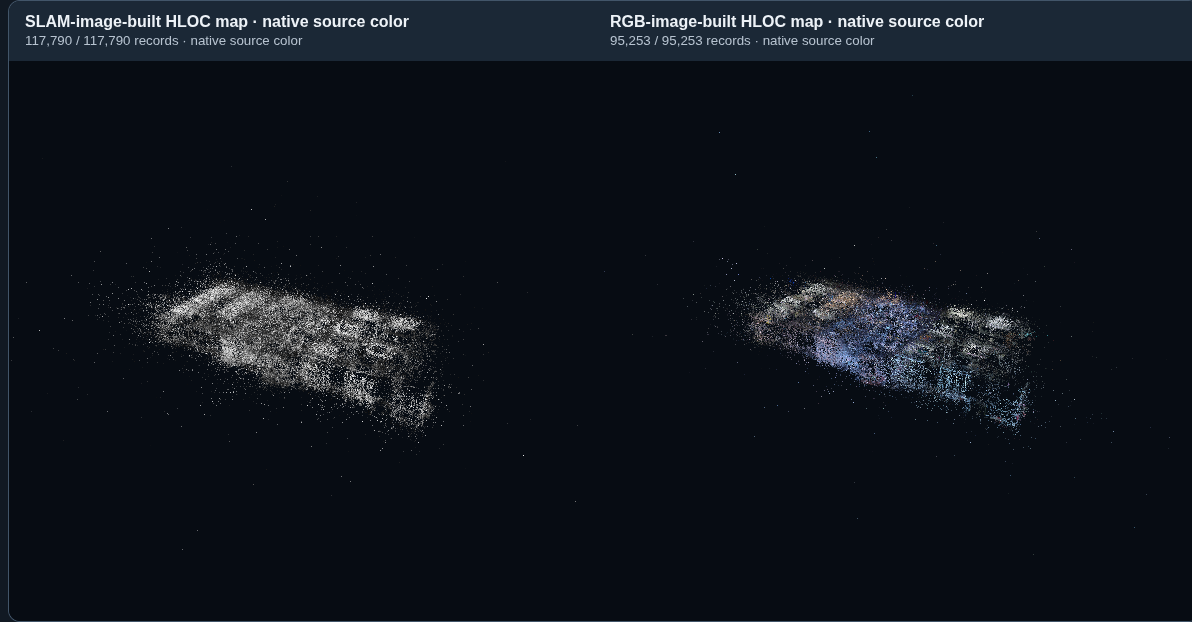 SLAM-image-built HLOC map · native source color
117,790 / 117,790 records · native source color
RGB-image-built HLOC map · native source color
95,253 / 95,253 records · native source color